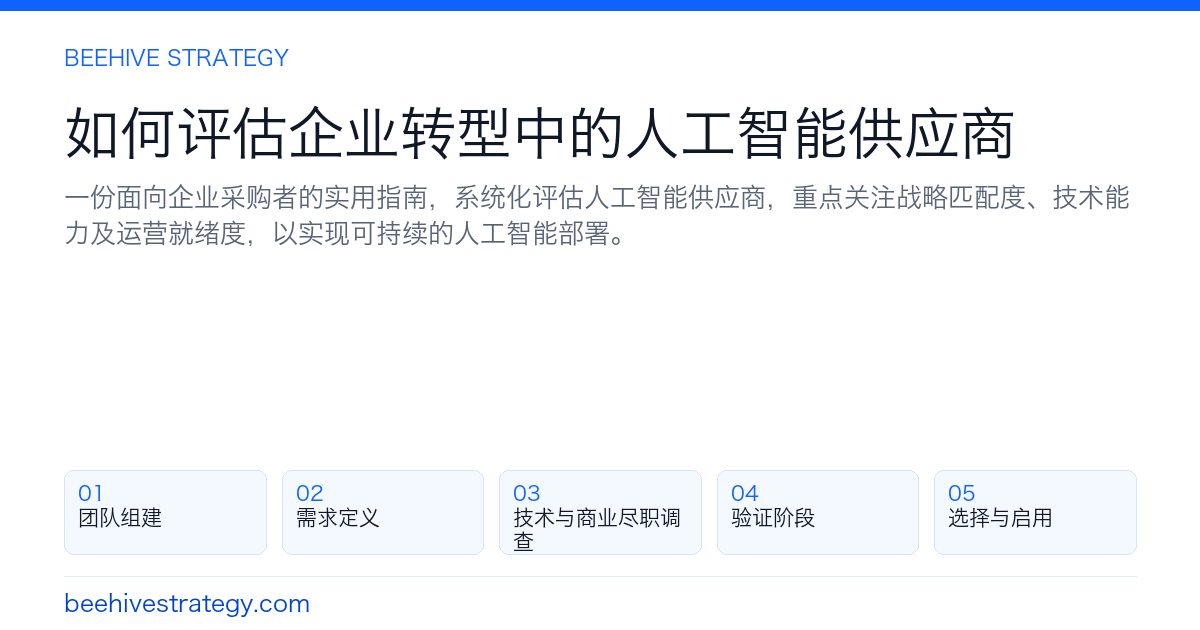 BEEHIVE STRATEGY
如何评估企业转型中的人工智能供应商
一份面向企业采购者的实用指南，系统化评估人工智能供应商，重点关注战略匹配度、技术能
力及运营就绪度，以实现可持续的人工智能部署。
01
团队组建
02
需求定义
03
技术与商业尽职调
查
04
验证阶段
05
选择与启用
beehivestrategy.com